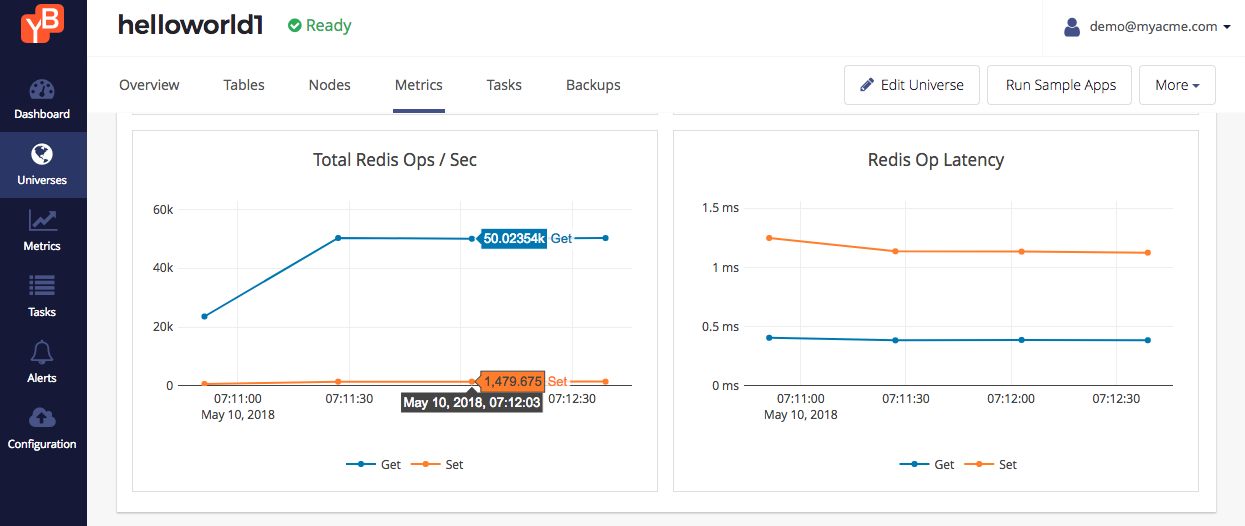 YB
helloworld1
Ready
demo@myacme.com
Dashboard
Universes
Metrics
Tasks
Alerts
Configuration
Overview Tables Nodes Metrics Tasks Backups
Edit Universe Run Sample Apps More
Total Redis Ops / Sec
60k
40k
20k
0
50.02354k Get
1,479.675 Set
May 10, 2018, 07:12:03
07:11:00 07:11:30 07:12:30
May 10, 2018
Get Set
Redis Op Latency
1.5 ms
1 ms
0.5 ms
0 ms
07:11:00 07:11:30 07:12:00 07:12:30
May 10, 2018
Get Set